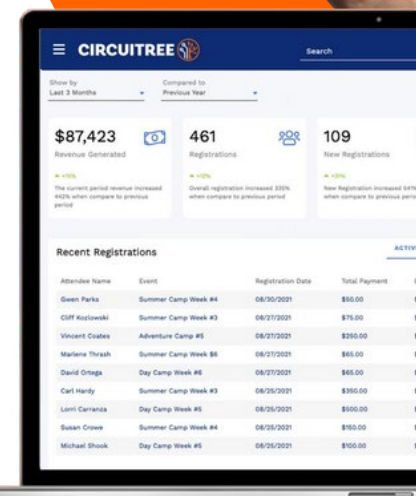 CIRCUITREE
Search
Show by
Last 3 Months
Compared to
Previous Year
$87,423
Revenue Generated
The current period revenue increased
442% when compare to previous
period
461
Registrations
Overall registration increased 335%
when compare to previous period
109
New Registrations
New Registration increased
when compare to previous
Recent Registrations
Attendee Name Event Registration Date Total Payment
Gwen Parks Summer Camp Week #4 08/30/2021 $50.00
Cliff Kozlowski Summer Camp Week #3 08/27/2021 $75.00
Vincent Coates Adventure Camp #5 08/27/2021 $250.00
Marlene Thrash Summer Camp Week $6 08/27/2021 $65.00
David Ortega Day Camp Week #6 08/27/2021 $65.00
Carl Hardy Summer Camp Week #3 08/25/2021 $350.00
Lorri Carranza Day Camp Week #5 08/25/2021 $500.00
Susan Crowe Summer Camp Week #4 08/25/2021 $150.00
Michael Shook Day Camp Week #5 08/25/2021 $100.00